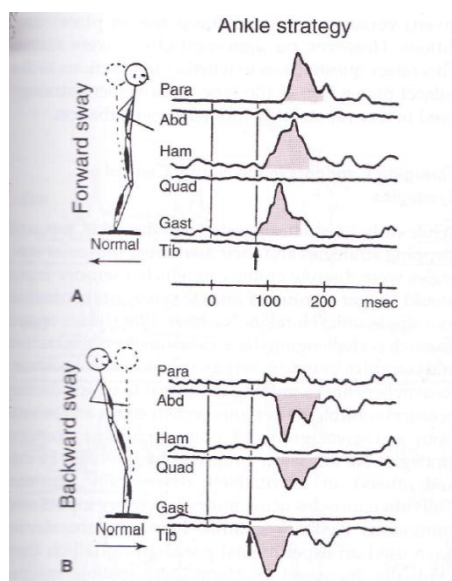 Ankle strategy
Forward sway
Para
Abd
Ham
Quad
Gast
Tib
Normal
A
0 100 200 msec
Backward sway
Para
Abd
Ham
Quad
Gast
Tib
Normal
B